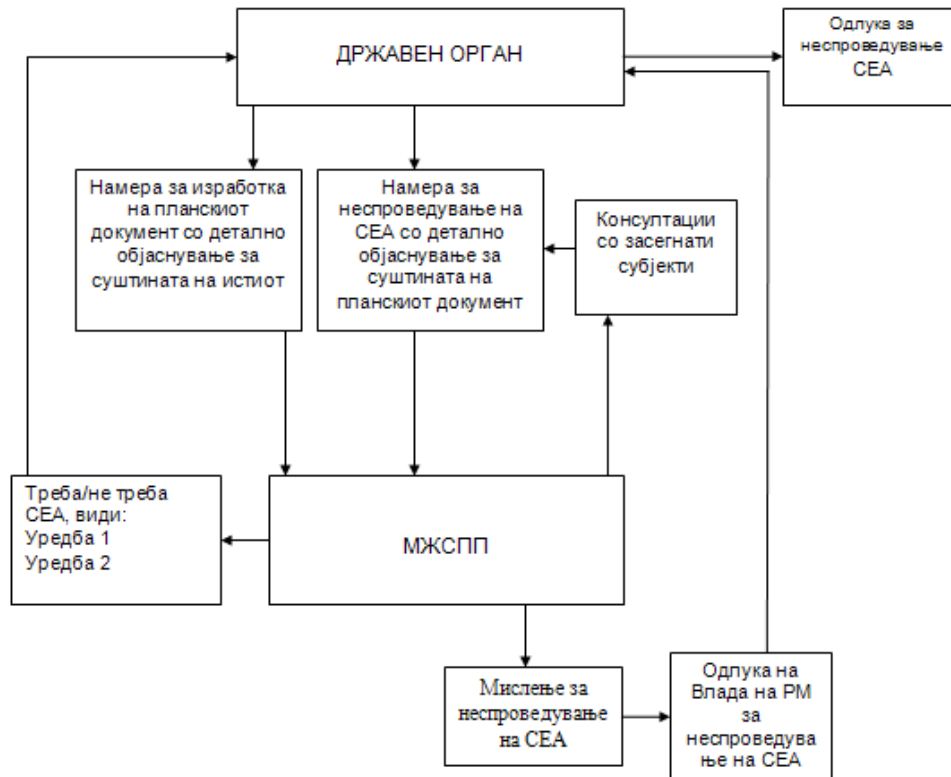 ДРЖАВЕН ОРГАН
Одлука за
неспроведување
СЕА
Намера за изработка
на планскиот
документ со детално
објаснување за
суштината на истиот
Намера за
неспроведување на
СЕА со детално
објаснување за
суштината на
планскиот документ
Консултации
со засегнати
субјекти
Треба/не треба
СЕА, види:
Уредба 1
Уредба 2
МЖСПП
Мислење за
неспроведување
на СЕА
Одлука на
Влада на РМ
за
неспроведува
ње на СЕА